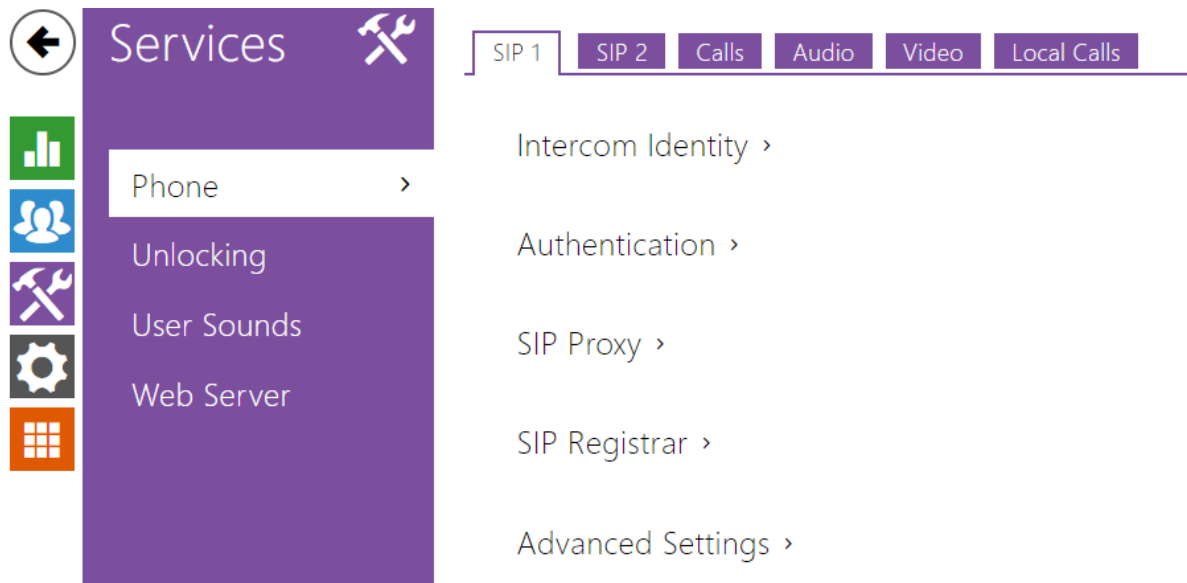 Services
SIP 1 SIP 2 Calls Audio Video Local Calls
Phone
Unlocking
User Sounds
Web Server
Intercom Identity
Authentication
SIP Proxy
SIP Registrar
Advanced Settings